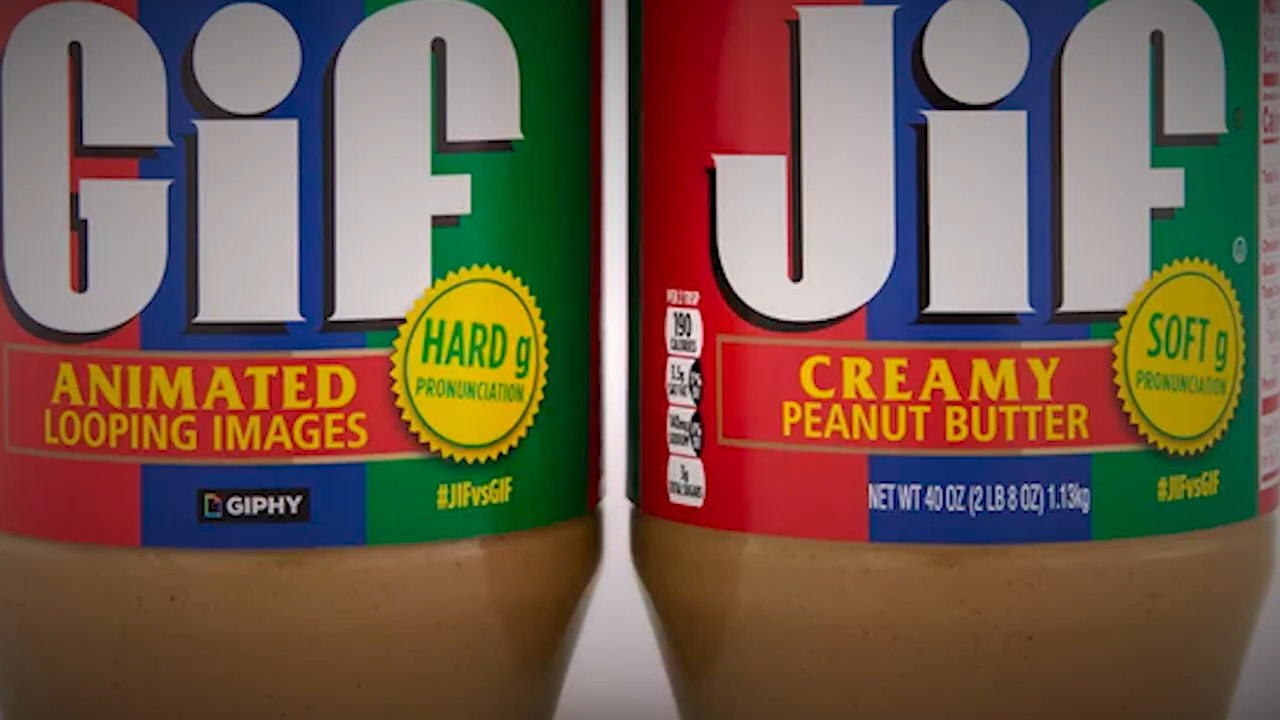 Gif
HARD g
PRONUNCIATION
ANIMATED
LOOPING IMAGES
GIPHY
#JIFvsGIF
Jif
SOFT g
PRONUNCIATION
190
CALORIES
CREAMY
PEANUT BUTTER
NET WT 40 OZ (2 LB 8 OZ) 1.13kg
#JIFvsGIF